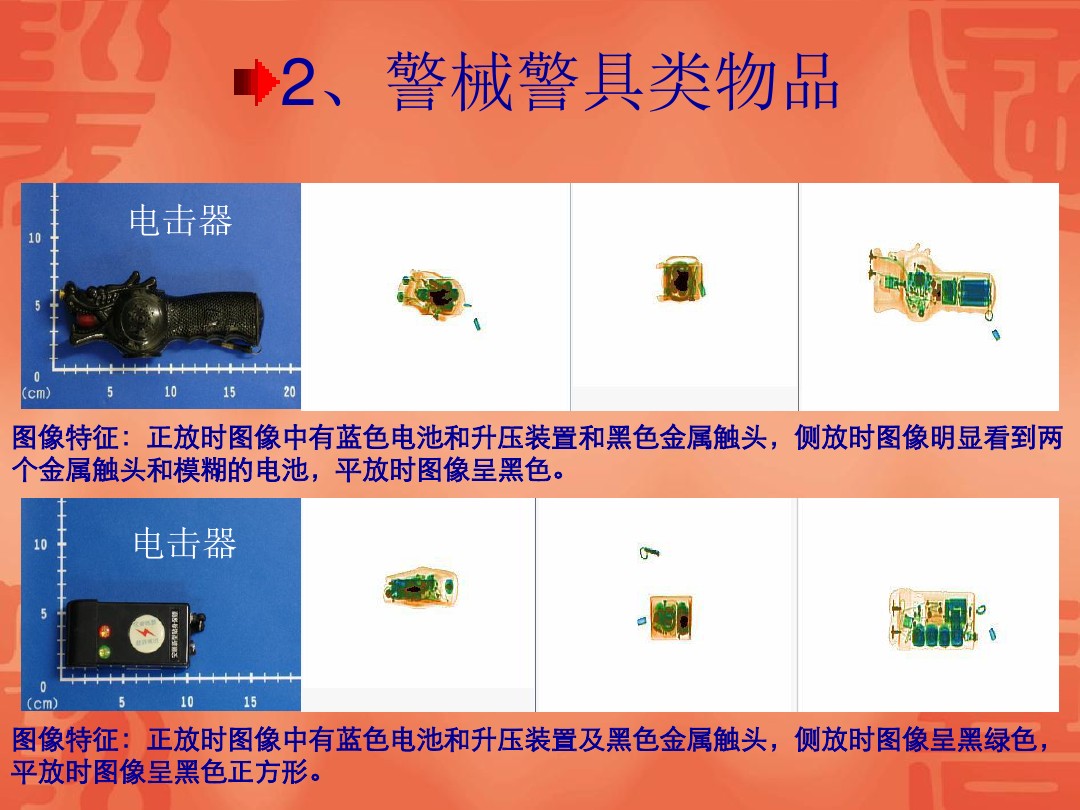 2、警械警具类物品
电击器
10
5
0
(cm)
5
10
15
20
图像特征：正放时图像中有蓝色电池和升压装置和黑色金属触头，侧放时图像明显看到两
个金属触头和模糊的电池，平放时图像呈黑色。
电击器
10
5
0
(cm)
5
10
15
图像特征：正放时图像中有蓝色电池和升压装置及黑色金属触头，侧放时图像呈黑绿色，
平放时图像呈黑色正方形。